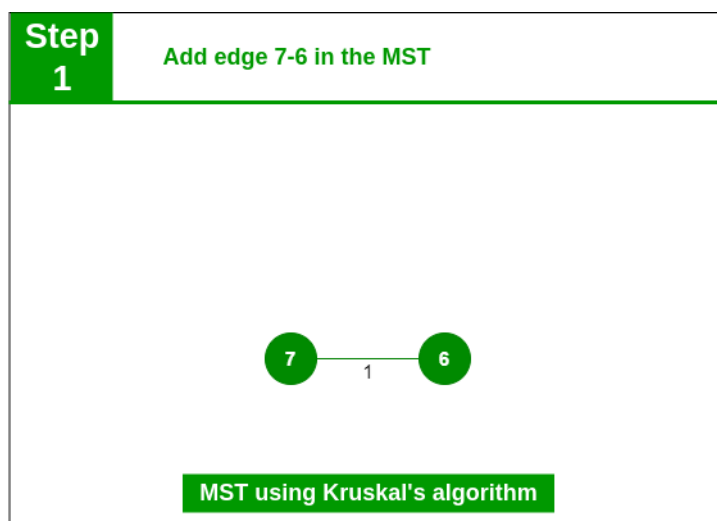 Step
1
Add edge 7-6 in the MST
7
6
1
MST using Kruskal's algorithm